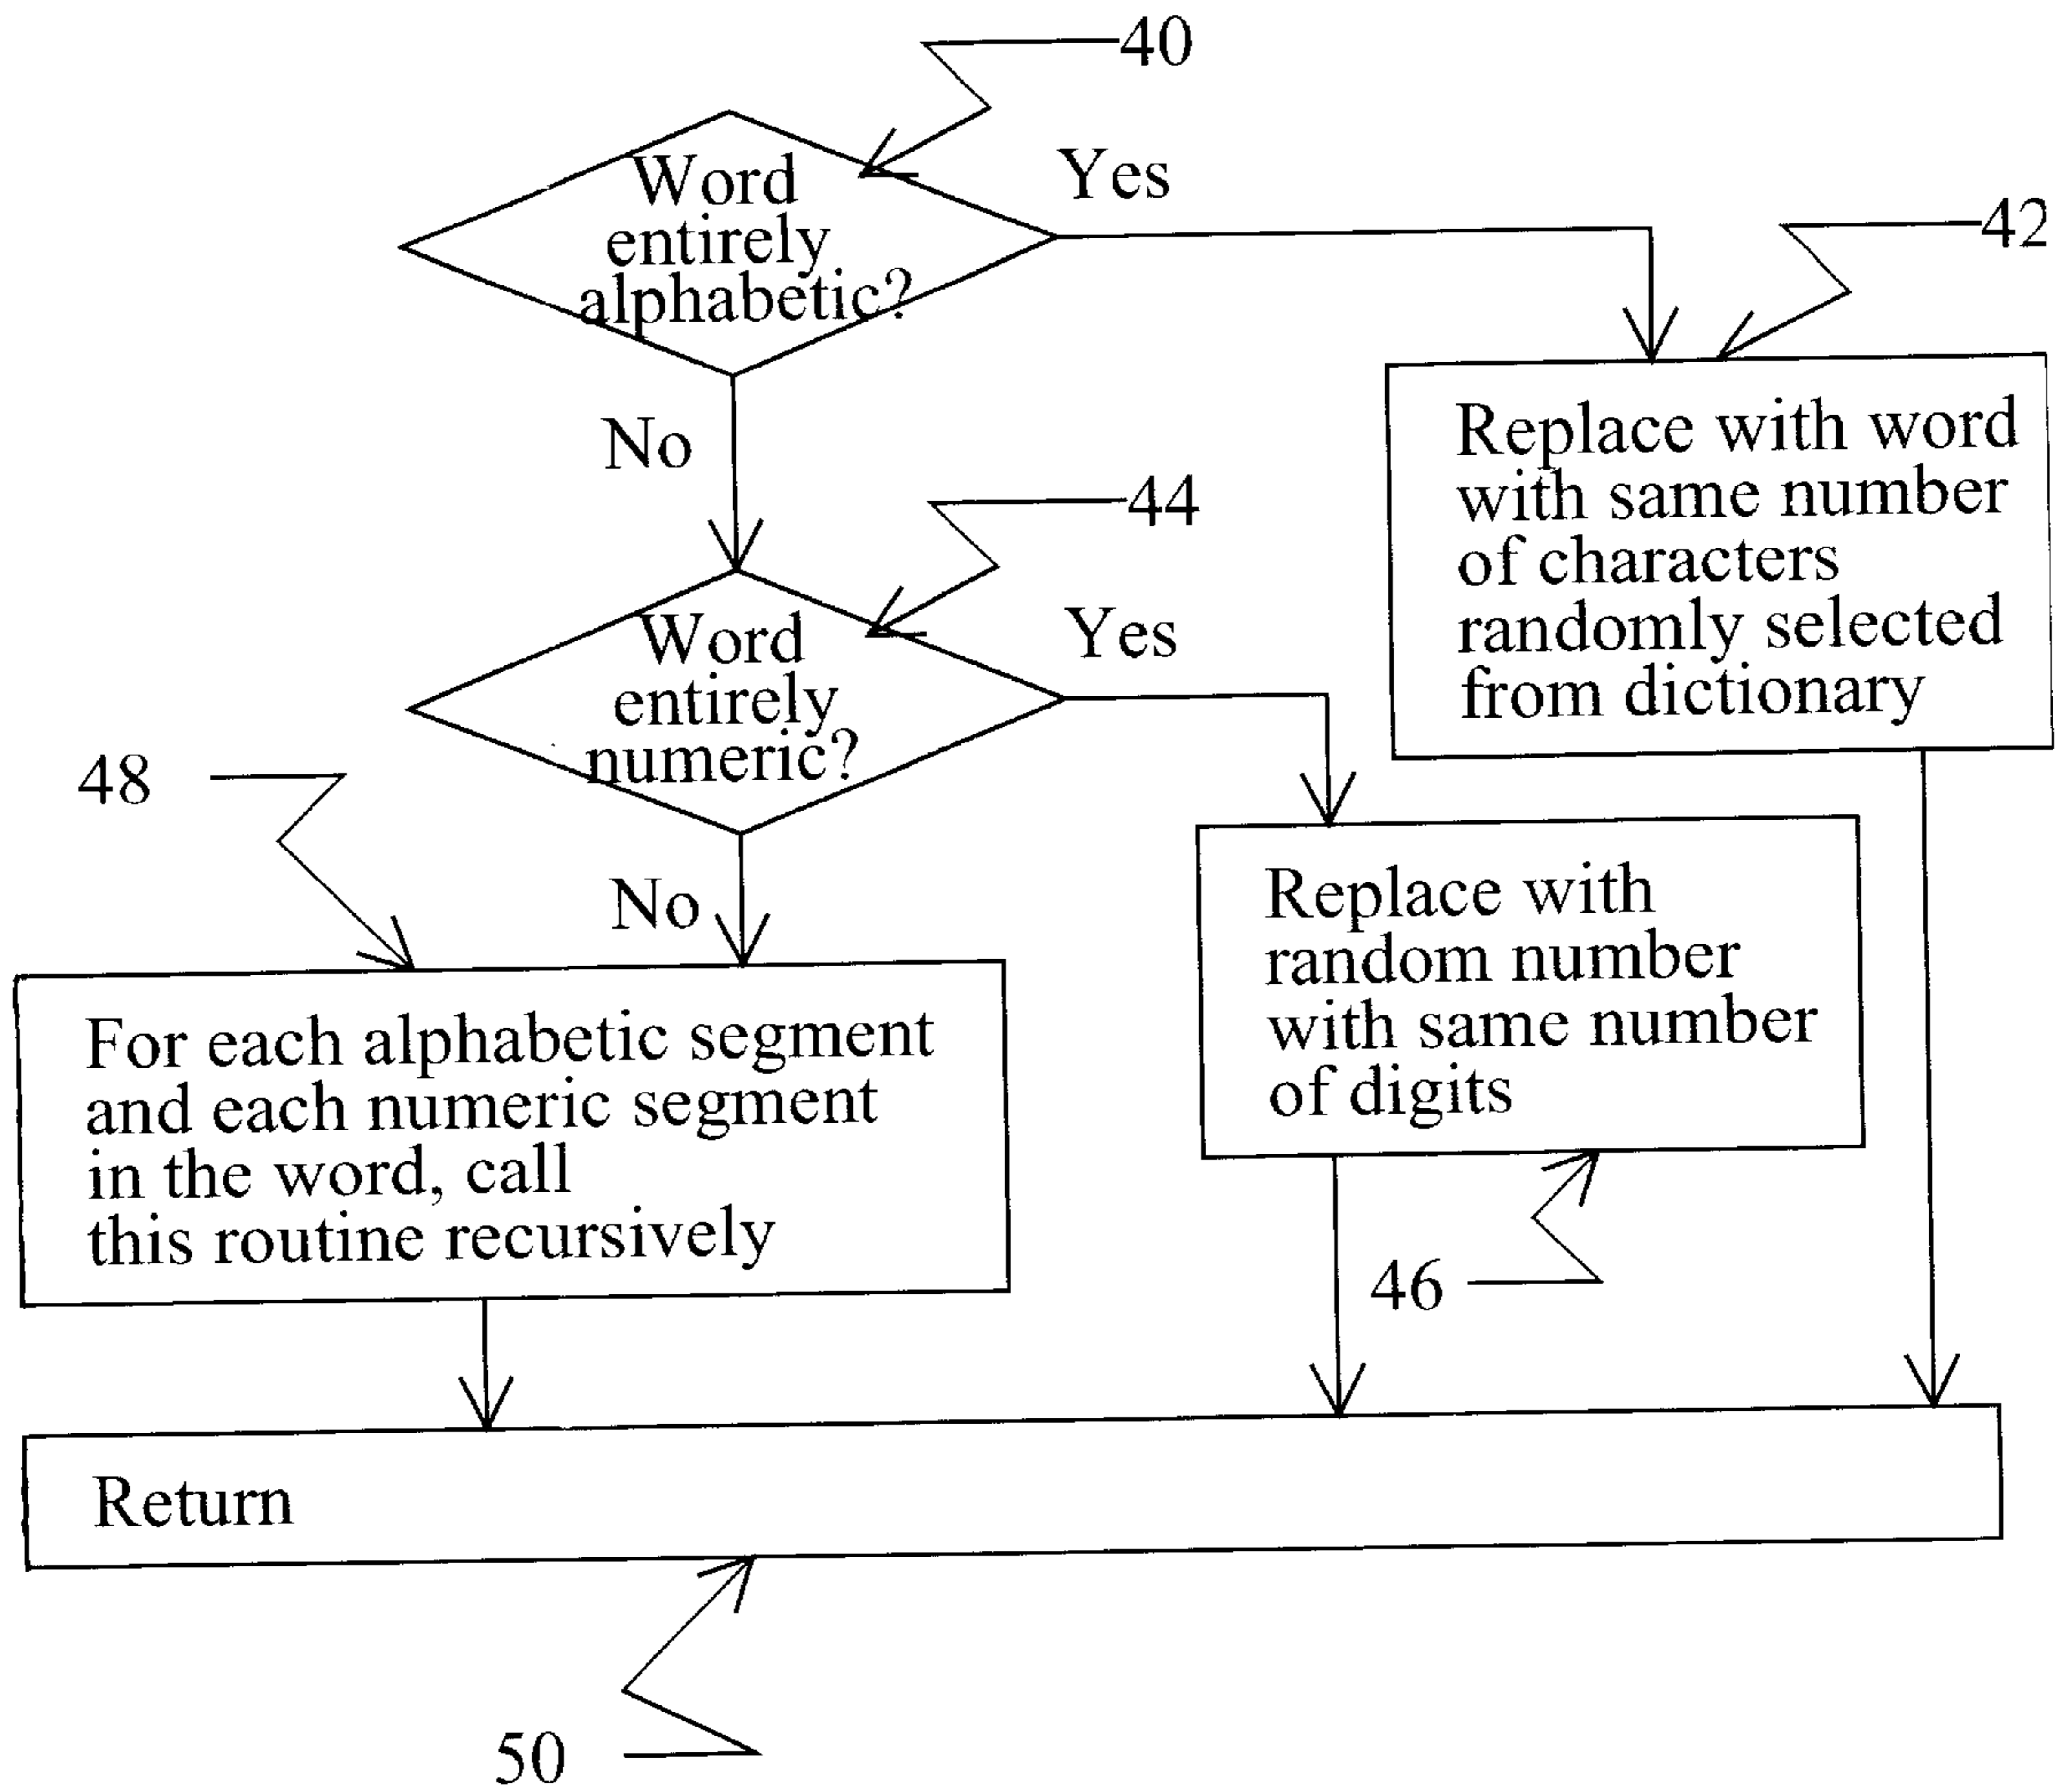 40
Yes
Word
entirely
alphabetic?
42
No
Replace with word
with same number
of characters
randomly selected
from dictionary
44
Yes
Word
entirely
numeric?
48
No
Replace with
random number
with same number
of digits
For each alphabetic segment
and each numeric segment
in the word, call
this routine recursively
46
Return
50